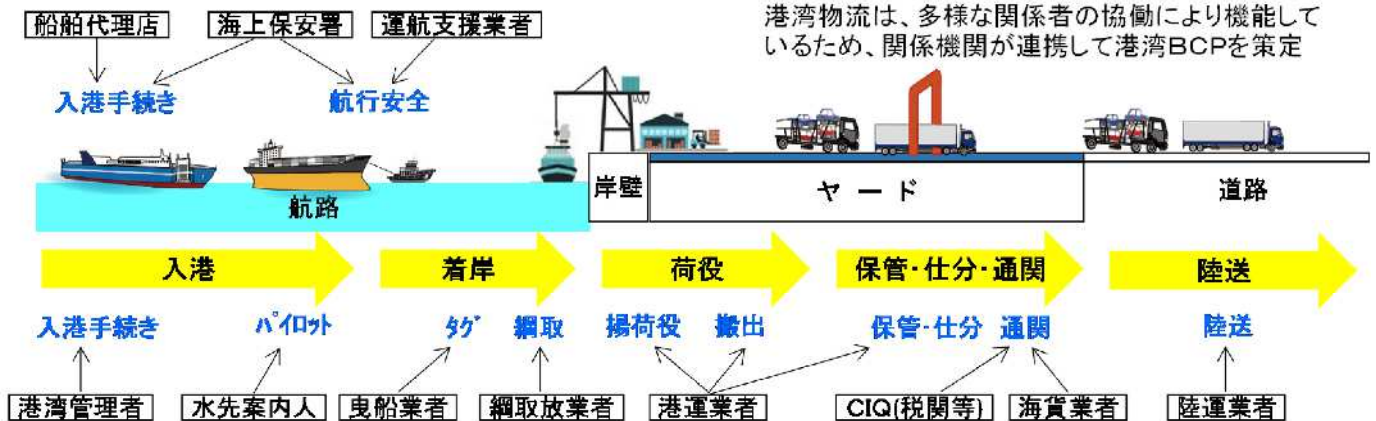 港湾物流は、多様な関係者の協働により機能して
いるため、関係機関が連携して港湾BCPを策定
船舶代理店 海上保安署 運航支援業者
入港手続き 航行安全
航路 岸壁 ヤード 道路
入港 着岸 荷役 保管・仕分・通関 陸送
入港手続き パイロット タグ 綱取 揚荷役 搬出 保管・仕分 通関 陸送
港湾管理者 水先案内人 曳船業者 綱取放業者 港運業者 CIQ(税関等) 海貨業者 陸運業者